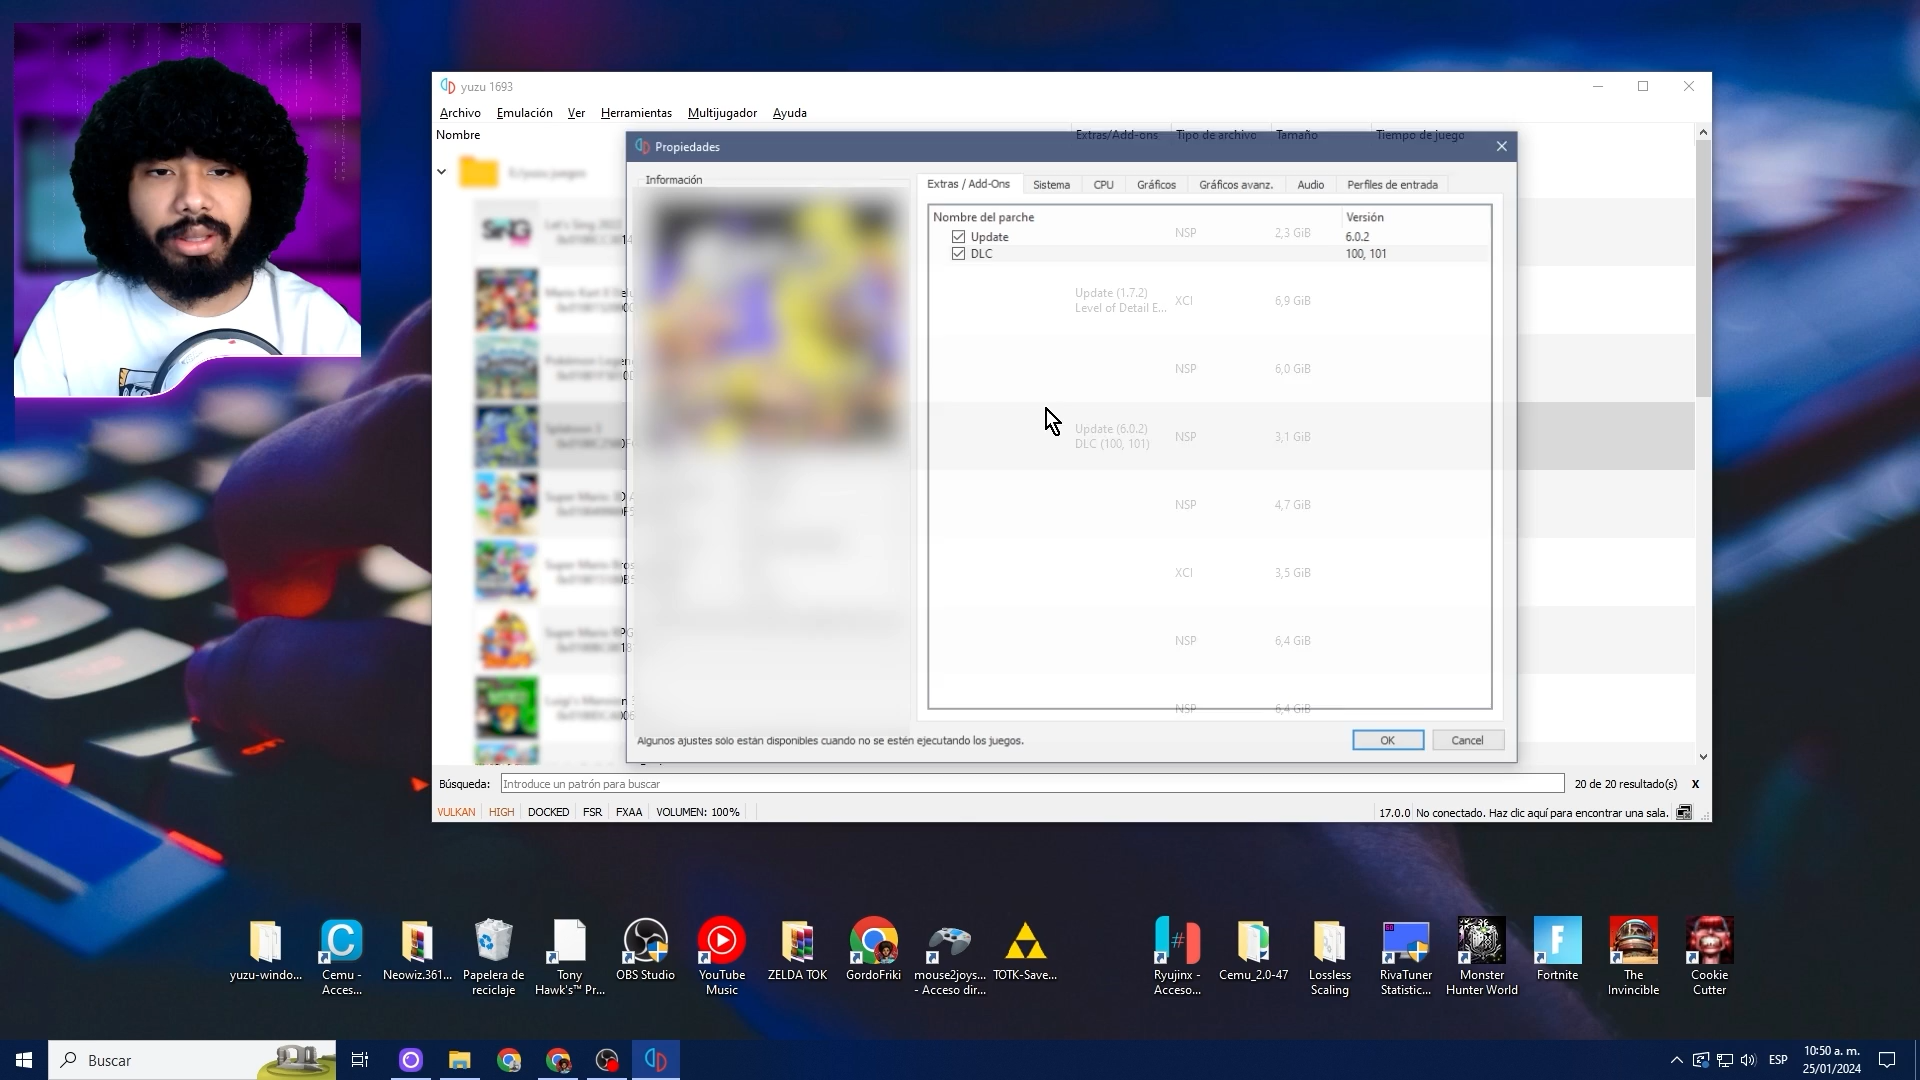 yuzu 1693
Archivo Emulación Ver Herramientas Multijugador Ayuda
Nombre Extras/Add-ons Tipo de archivo Tamaño Tiempo de juego
Propiedades
Información
Extras / Add-Ons Sistema CPU Gráficos Gráficos avanz. Audio Perfiles de entrada
Nombre del parche Versión
Update 6.0.2
DLC 100, 101
NSP 2,3 GiB
Update (1.7.2)
Level of Detail E... XCI 6,9 GiB
NSP 6,0 GiB
Update (6.0.2)
DLC (100, 101) NSP 3,1 GiB
NSP 4,7 GiB
XCI 3,5 GiB
NSP 6,4 GiB
NSP 6,4 GiB
Algunos ajustes solo están disponibles cuando no se estén ejecutando los juegos.
OK Cancel
Búsqueda: Introduce un patrón para buscar 20 de 20 resultado(s) X
VULKAN HIGH DOCKED FSR FXAA VOLUMEN: 100% 17.0.0 No conectado. Haz clic aquí para encontrar una sala.
yuzu-windo...
Cemu -
Acces...
Neowiz.361...
Papelera de
reciclaje
Tony
Hawk's™ Pr...
OBS Studio
YouTube
Music
ZELDA TOK
GordoFriki
mouse2joys...
- Acceso dir...
TOTK-Save...
Ryujinx -
Acceso...
Cemu_2.0-47
Lossless
Scaling
RivaTuner
Statistic...
Monster
Hunter World
Fortnite
The
Invincible
Cookie
Cutter
Buscar
ESP
10:50 a. m.
25/01/2024